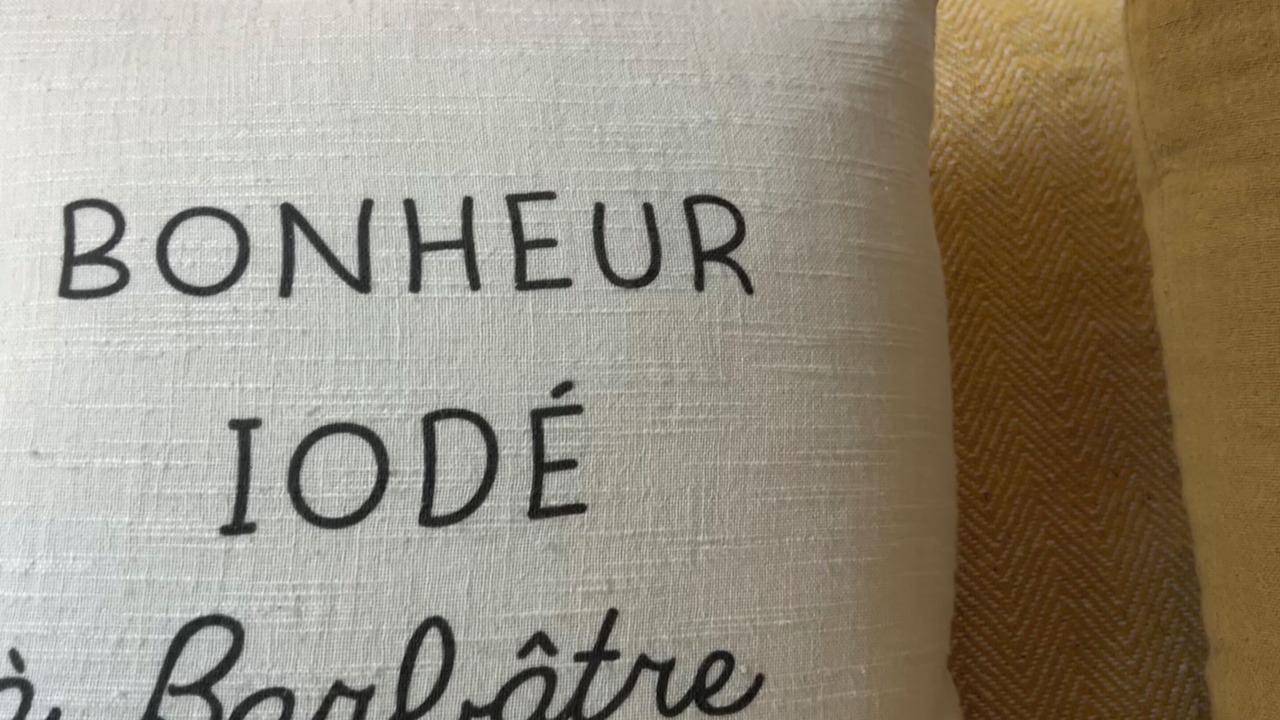 BONHEUR
IODÉ
à Barbâtre